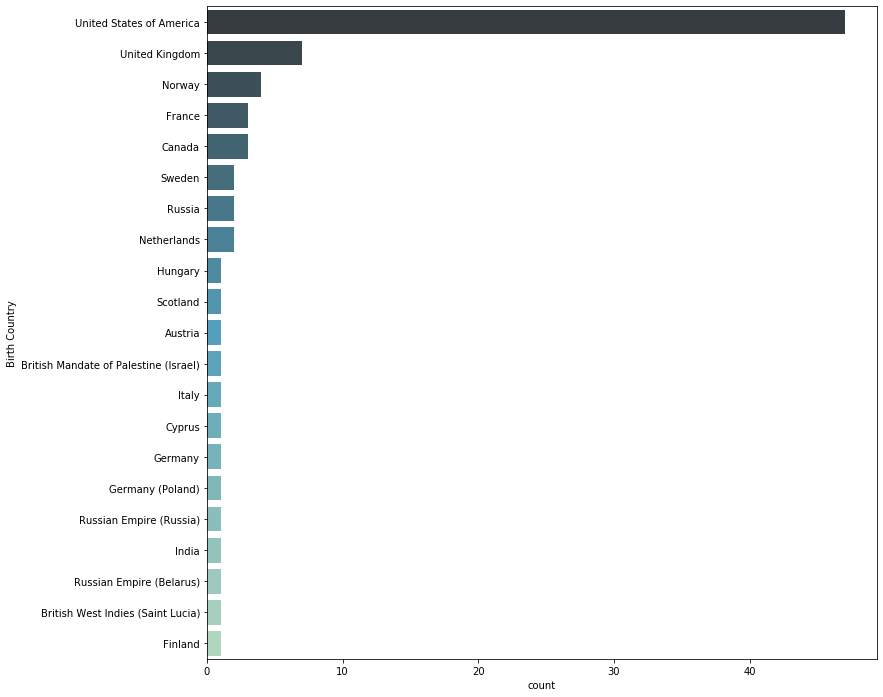 United States of America
United Kingdom
Norway
France
Canada
Sweden
Russia
Netherlands
Hungary
Scotland
Austria
British Mandate of Palestine (Israel)
Italy
Cyprus
Germany
Germany (Poland)
Russian Empire (Russia)
India
Russian Empire (Belarus)
British West Indies (Saint Lucia)
Finland
Birth Country
0 10 20 30 40
count